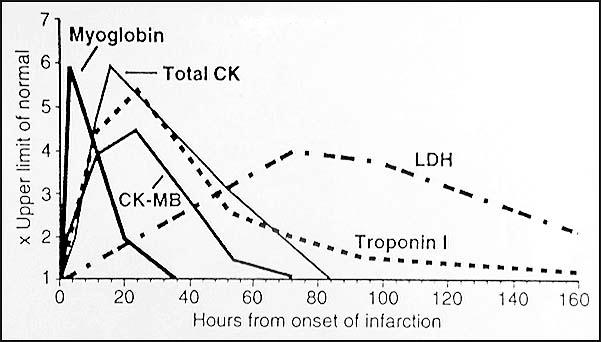 x Upper limit of normal
7
6
5
4
3
2
1
Myoglobin
Total CK
CK-MB
LDH
Troponin I
0
20
40
60
80
100
120
140
160
Hours from onset of infarction